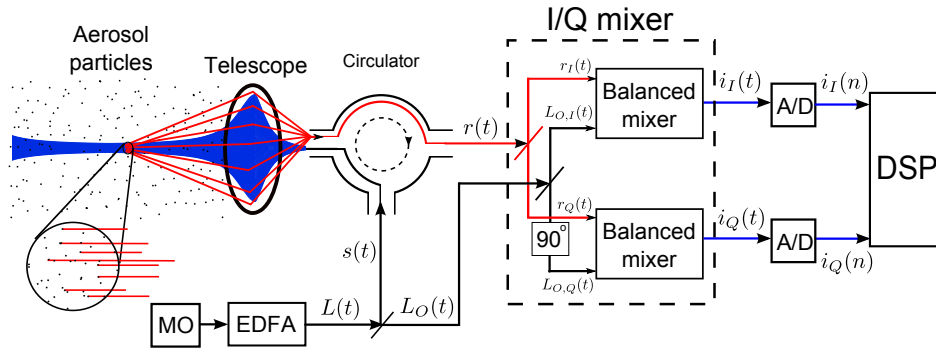 I/Q mixer
Aerosol
particles
Telescope
Circulator
r_I(t)
Balanced
mixer
i_I(t)
A/D
i_I(n)
L_{O,I}(t)
r(t)
DSP
r_Q(t)
Balanced
mixer
i_Q(t)
A/D
i_Q(n)
90°
s(t)
L_{O,Q}(t)
MO
EDFA
L(t)
L_O(t)